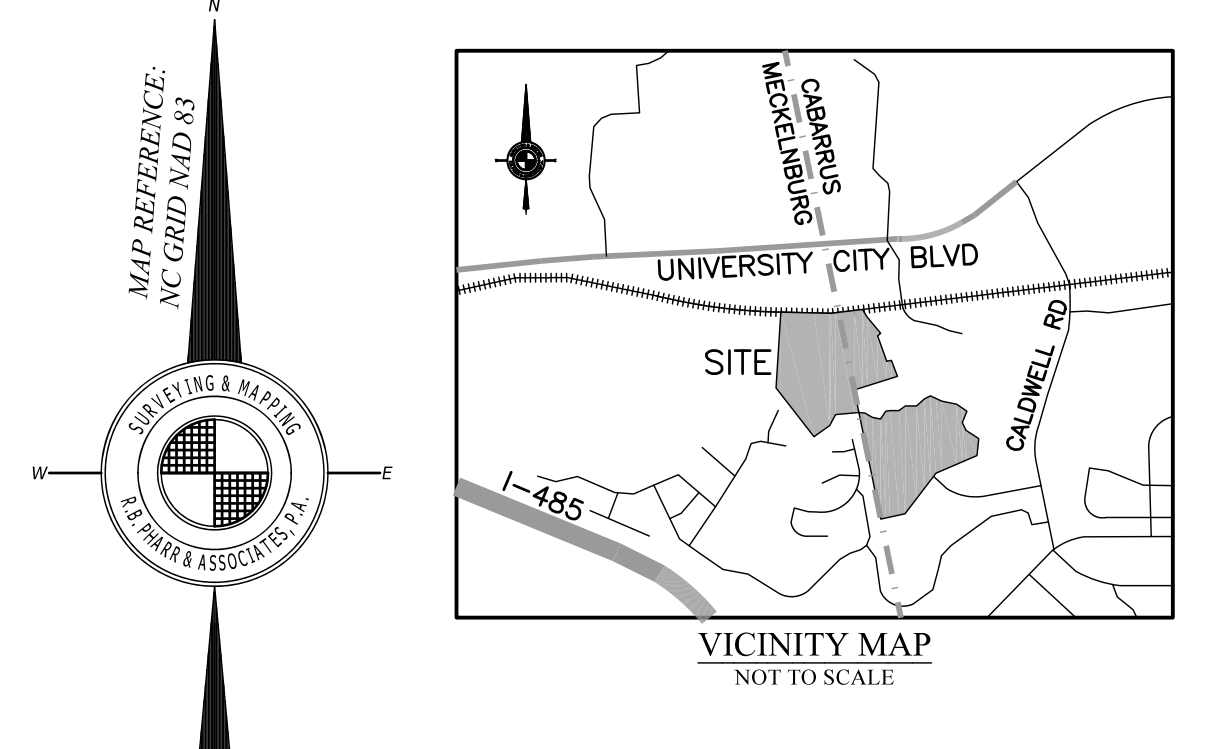 N
MAP REFERENCE:
NC GRID NAD 83
W
E
SURVEYING & MAPPING
R.B. PHARR & ASSOCIATES, P.A.
MECKELNBURG
CABARRUS
UNIVERSITY CITY BLVD
SITE
CALDWELL RD
I-485
VICINITY MAP
NOT TO SCALE